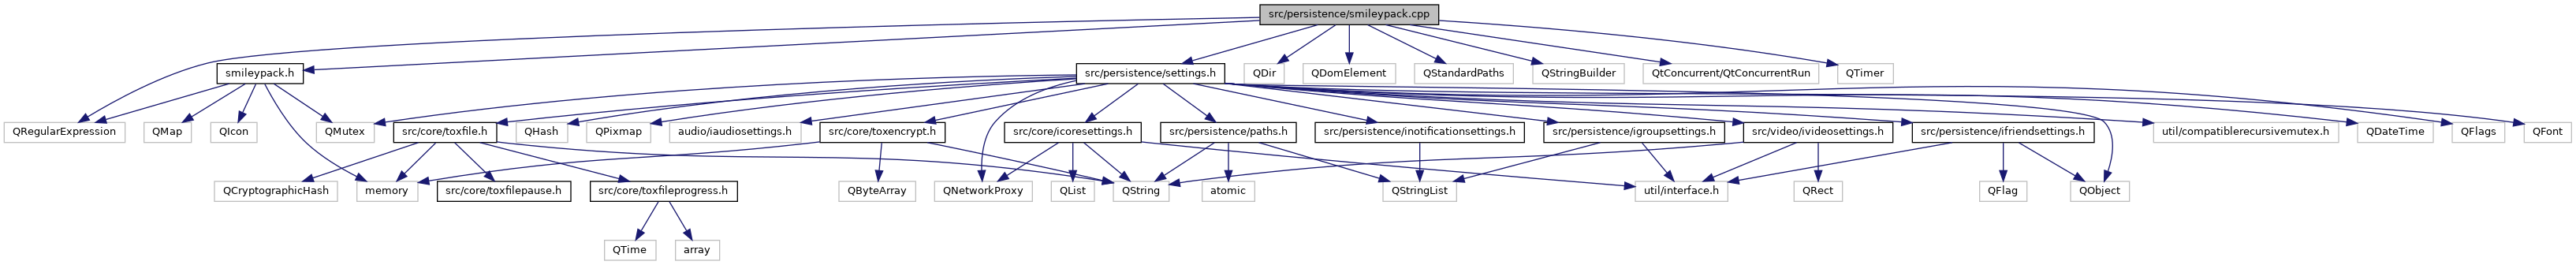 src/persistence/smileypack.cpp
smileypack.h
src/persistence/settings.h
QDir
QDomElement
QStandardPaths
QStringBuilder
QtConcurrent/QtConcurrentRun
QTimer
QRegularExpression
QMap
QIcon
QMutex
src/core/toxfile.h
QHash
QPixmap
audio/iaudiosettings.h
src/core/toxencrypt.h
src/core/icoresettings.h
src/persistence/paths.h
src/persistence/inotificationsettings.h
src/persistence/igroupsettings.h
src/video/ivideosettings.h
src/persistence/ifriendsettings.h
util/compatiblerecursivemutex.h
QDateTime
QFlags
QFont
QCryptographicHash
memory
src/core/toxfilepause.h
src/core/toxfileprogress.h
QByteArray
QNetworkProxy
QList
QString
atomic
QStringList
util/interface.h
QRect
QFlag
QObject
QTime
array